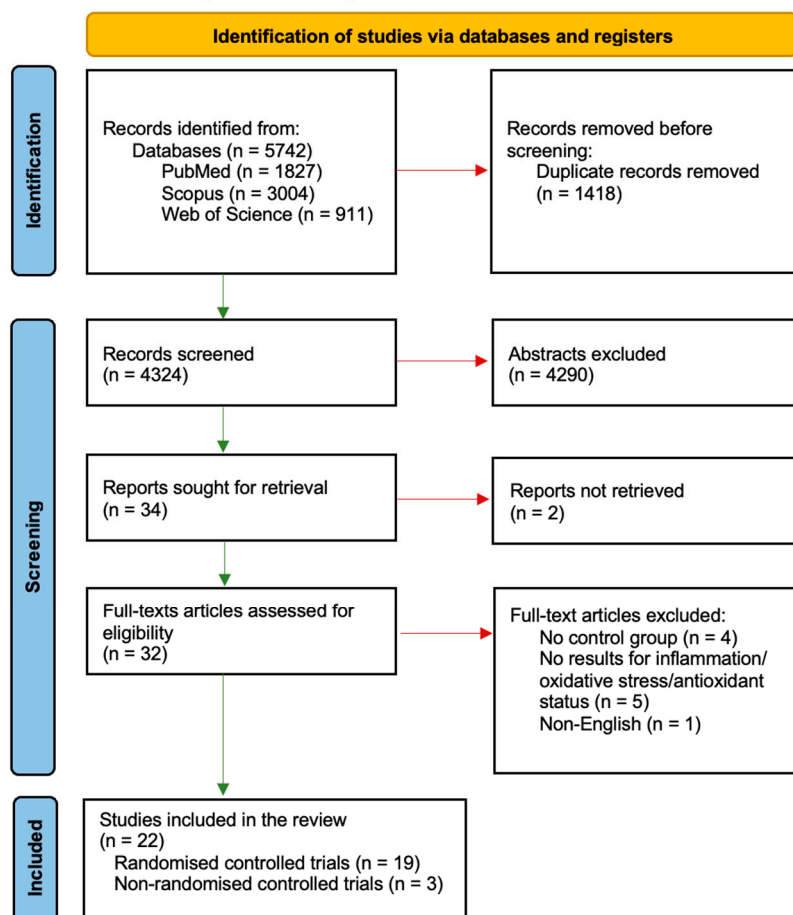 Identification of studies via databases and registers
Identification
Records identified from:
Databases (n = 5742)
PubMed (n = 1827)
Scopus (n = 3004)
Web of Science (n = 911)
Records removed before
screening:
Duplicate records removed
(n = 1418)
Screening
Records screened
(n = 4324)
Abstracts excluded
(n = 4290)
Reports sought for retrieval
(n = 34)
Reports not retrieved
(n = 2)
Full-texts articles assessed for
eligibility
(n = 32)
Full-text articles excluded:
No control group (n = 4)
No results for inflammation/
oxidative stress/antioxidant
status (n = 5)
Non-English (n = 1)
Included
Studies included in the review
(n = 22)
Randomised controlled trials (n = 19)
Non-randomised controlled trials (n = 3)